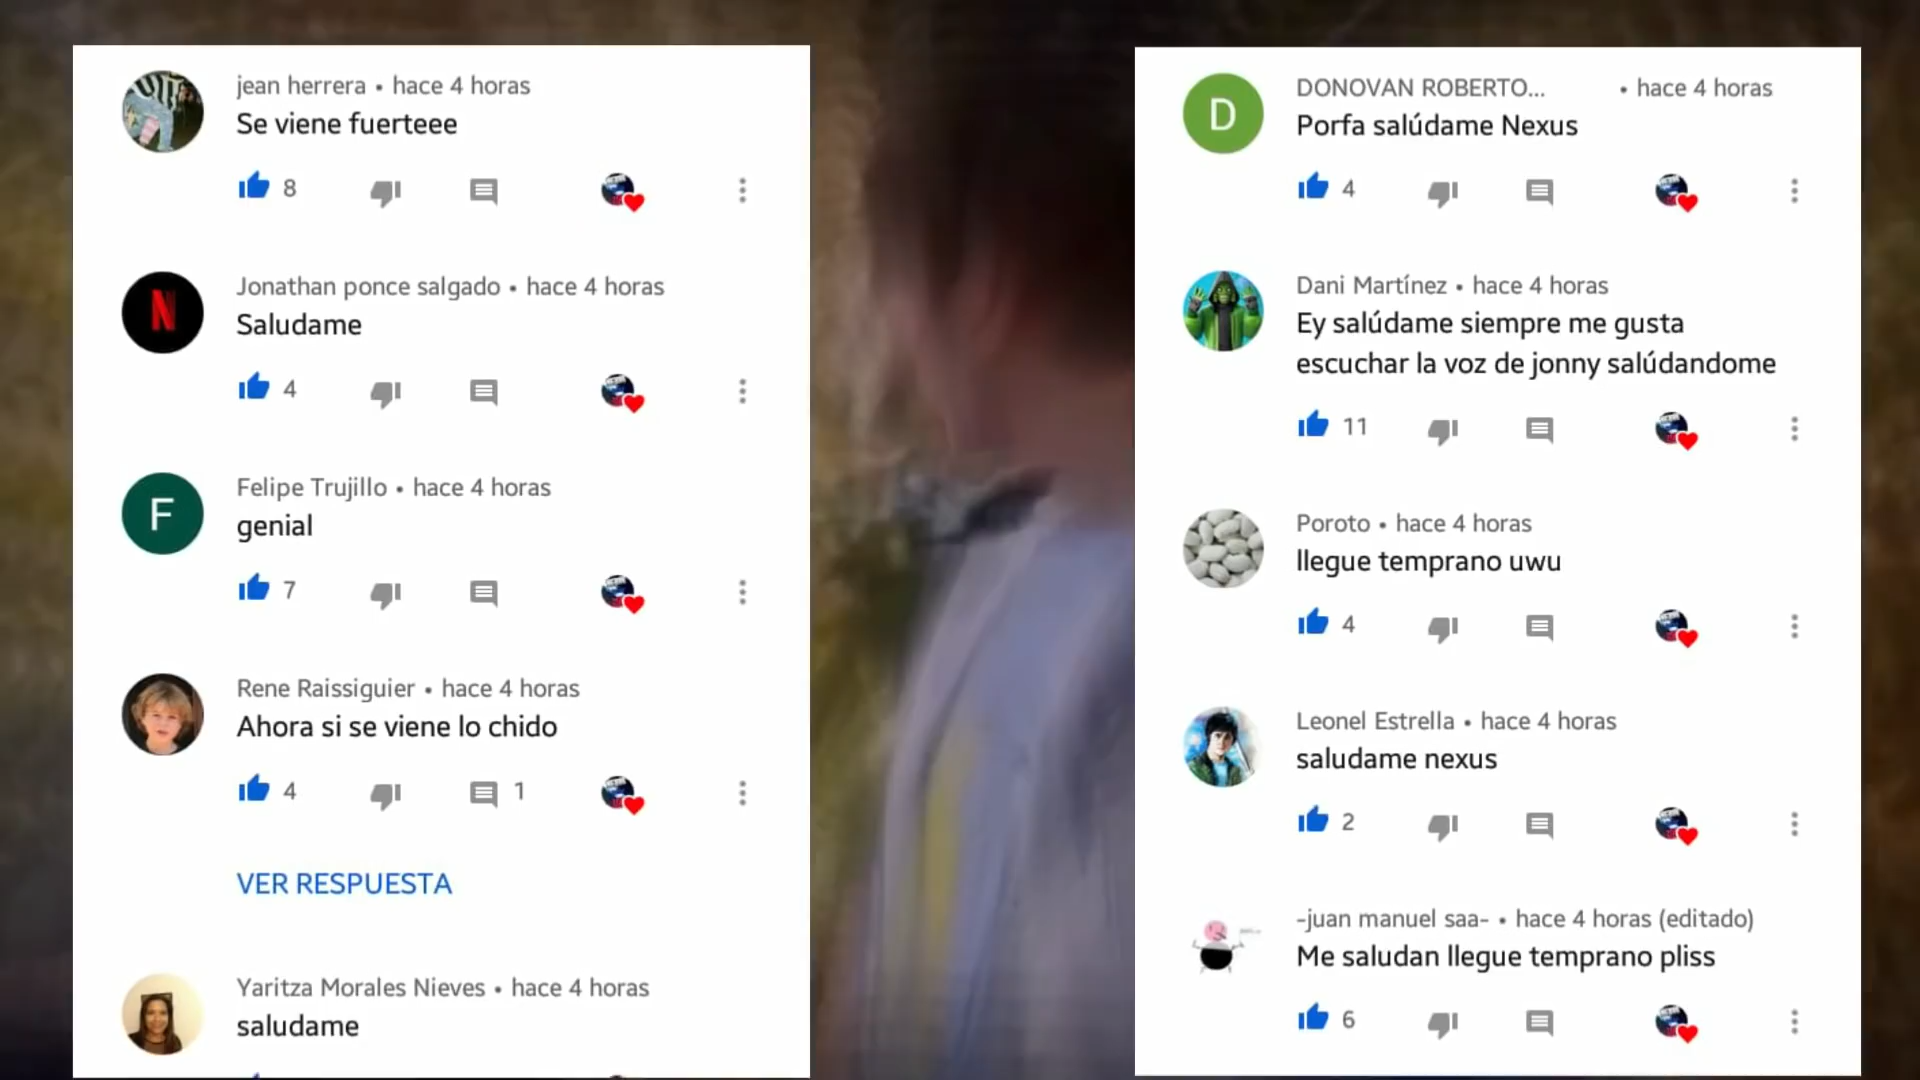 jean herrera • hace 4 horas
Se viene fuerteee
8
N
Jonathan ponce salgado • hace 4 horas
Saludame
4
F
Felipe Trujillo • hace 4 horas
genial
7
Rene Raissiguier • hace 4 horas
Ahora si se viene lo chido
4 1
VER RESPUESTA
Yaritza Morales Nieves • hace 4 horas
saludame
D
DONOVAN ROBERTO... • hace 4 horas
Porfa salúdame Nexus
4
Dani Martínez • hace 4 horas
Ey salúdame siempre me gusta
escuchar la voz de jonny salúdandome
11
Poroto • hace 4 horas
llegue temprano uwu
4
Leonel Estrella • hace 4 horas
saludame nexus
2
-juan manuel saa- • hace 4 horas (editado)
Me saludan llegue temprano pliss
6